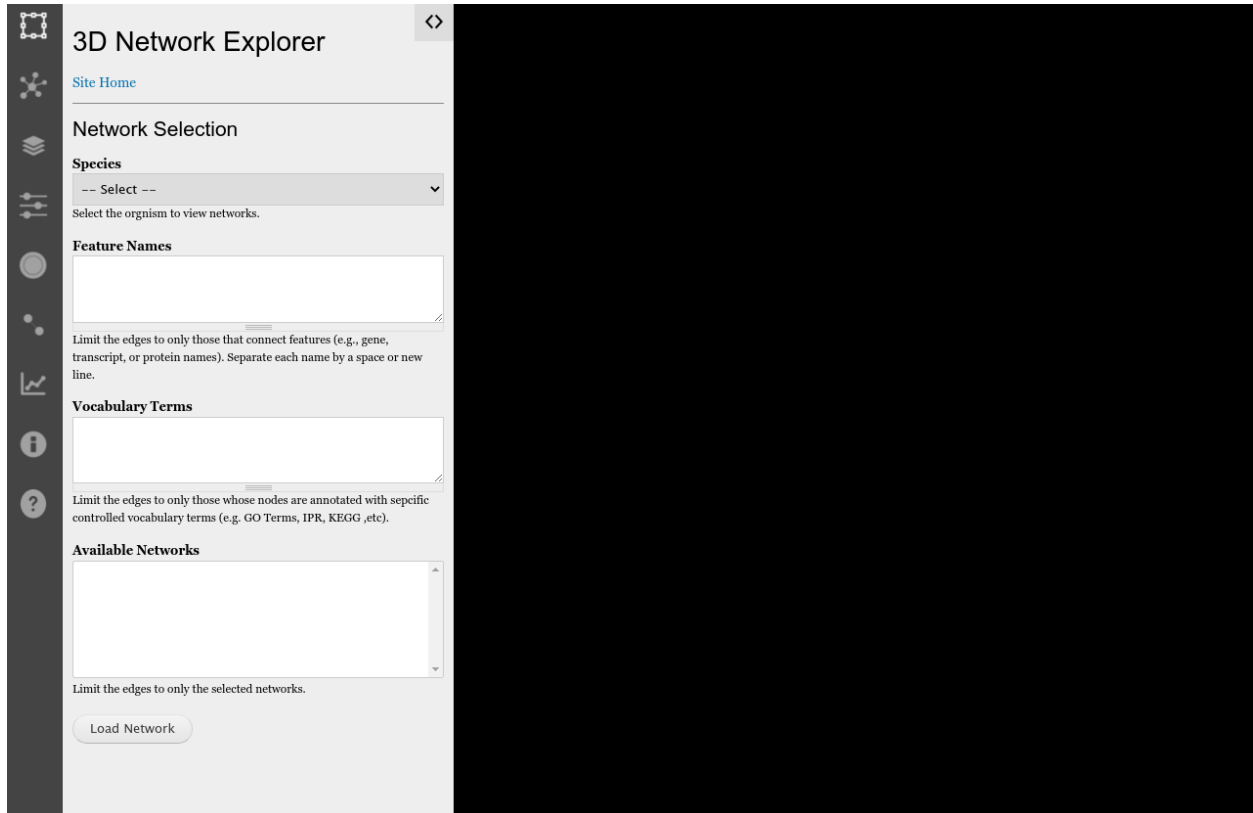 3D Network Explorer
Site Home
Network Selection
Species
-- Select --
Select the orgnism to view networks.
Feature Names
Limit the edges to only those that connect features (e.g., gene,
transcript, or protein names). Separate each name by a space or new
line.
Vocabulary Terms
Limit the edges to only those whose nodes are annotated with sepcific
controlled vocabulary terms (e.g. GO Terms, IPR, KEGG ,etc).
Available Networks
Limit the edges to only the selected networks.
Load Network